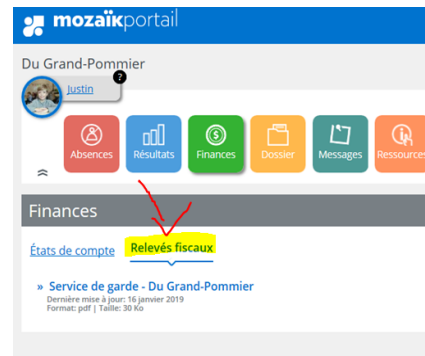 mozaïkportail
Du Grand-Pommier
Justin
?
Absences
Résultats
Finances
Dossier
Messages
Ressources
Finances
États de compte
Relevés fiscaux
» Service de garde - Du Grand-Pommier
Dernière mise à jour: 16 janvier 2019
Format: pdf | Taille: 30 Ko